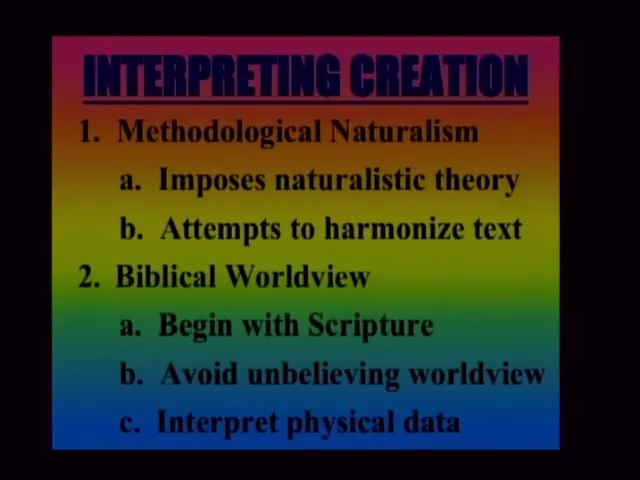 INTERPRETING CREATION
1. Methodological Naturalism
a. Imposes naturalistic theory
b. Attempts to harmonize text
2. Biblical Worldview
a. Begin with Scripture
b. Avoid unbelieving worldview
c. Interpret physical data